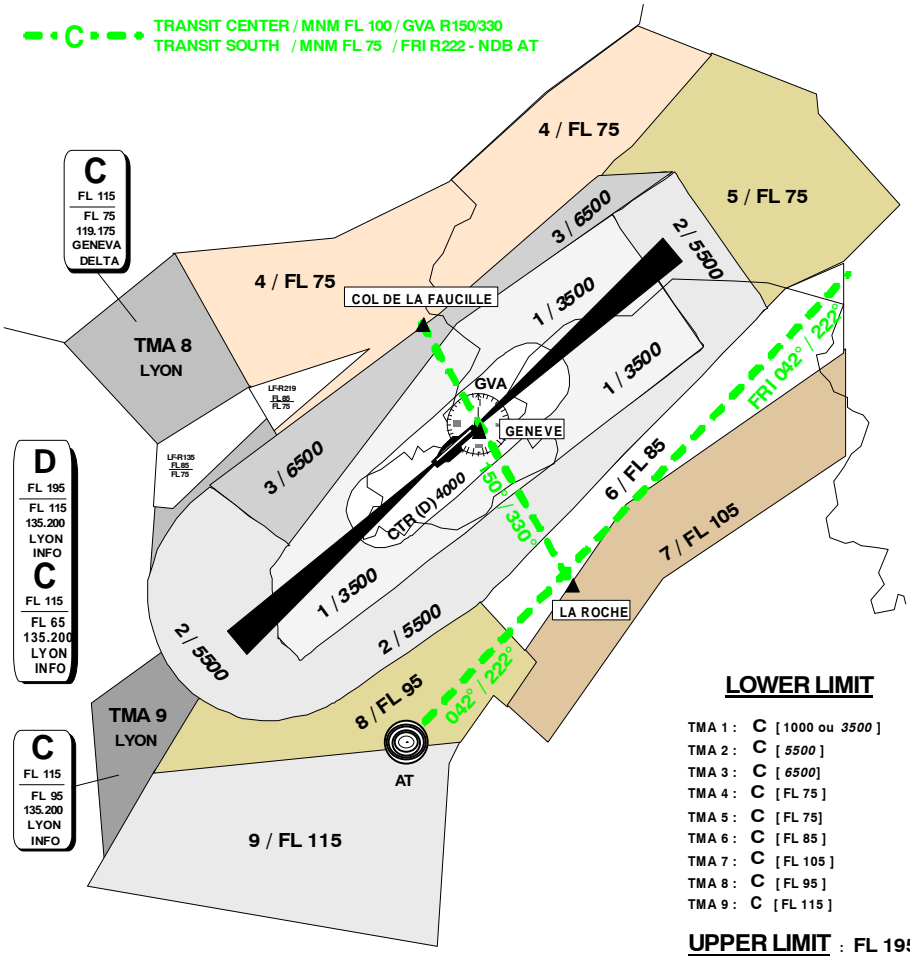 C TRANSIT CENTER / MNM FL 100 / GVA R150/330
TRANSIT SOUTH / MNM FL 75 / FRI R222 - NDB AT
4 / FL 75
5 / FL 75
C
FL 115
FL 75
119.175
GENEVA
DELTA
3 / 6500
2 / 5500
4 / FL 75
COL DE LA FAUCILLE
1 / 3500
TMA 8
LYON
FRI 042° / 222°
1 / 3500
GVA
LF-R219
FL 85
FL 75
GENEVE
LF-R135
FL 85
FL 75
3 / 6500
150° / 330°
6 / FL 85
CTR (D) 4000
7 / FL 105
D
FL 195
FL 115
135.200
LYON
INFO
C
FL 115
FL 65
135.200
LYON
INFO
1 / 3500
LA ROCHE
2 / 5500
2 / 5500
042° / 222°
8 / FL 95
TMA 9
LYON
AT
C
FL 115
FL 95
135.200
LYON
INFO
9 / FL 115
LOWER LIMIT
TMA 1 : C [ 1000 ou 3500 ]
TMA 2 : C [ 5500 ]
TMA 3 : C [ 6500]
TMA 4 : C [ FL 75 ]
TMA 5 : C [ FL 75]
TMA 6 : C [ FL 85 ]
TMA 7 : C [ FL 105 ]
TMA 8 : C [ FL 95 ]
TMA 9 : C [ FL 115 ]
UPPER LIMIT : FL 195